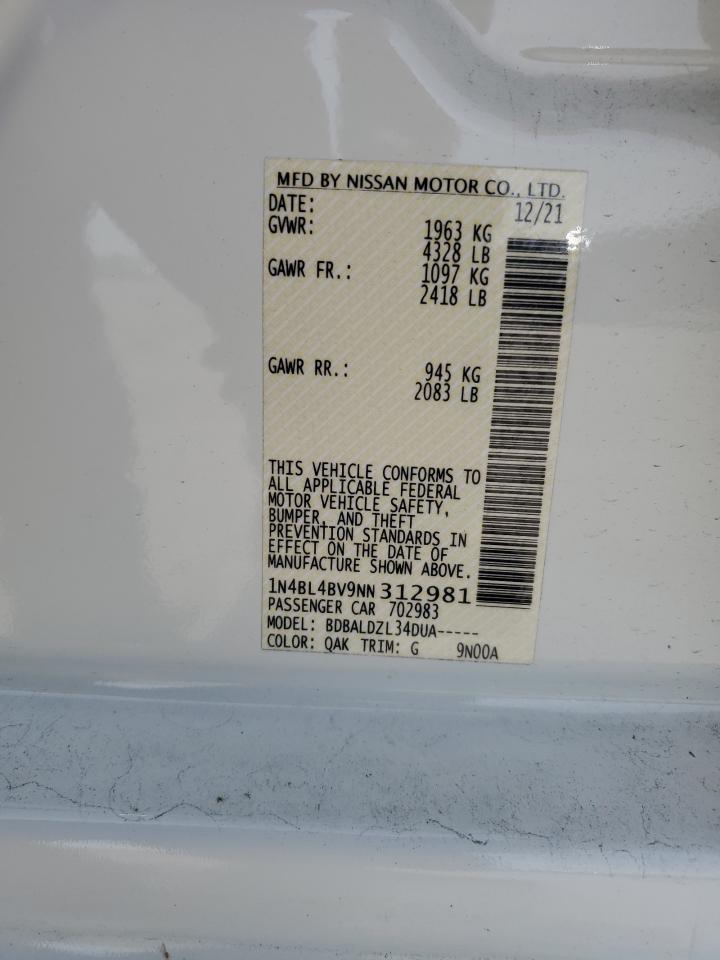 MFD BY NISSAN MOTOR CO., LTD.
DATE: 12/21
GVWR: 1963 KG
4328 LB
GAWR FR.: 1097 KG
2418 LB
GAWR RR.: 945 KG
2083 LB
THIS VEHICLE CONFORMS TO
ALL APPLICABLE FEDERAL
MOTOR VEHICLE SAFETY,
BUMPER, AND THEFT
PREVENTION STANDARDS IN
EFFECT ON THE DATE OF
MANUFACTURE SHOWN ABOVE.
1N4BL4BV9NN312981
PASSENGER CAR 702983
MODEL: BDBALDZL34DUA-----
COLOR: QAK TRIM: G 9N00A